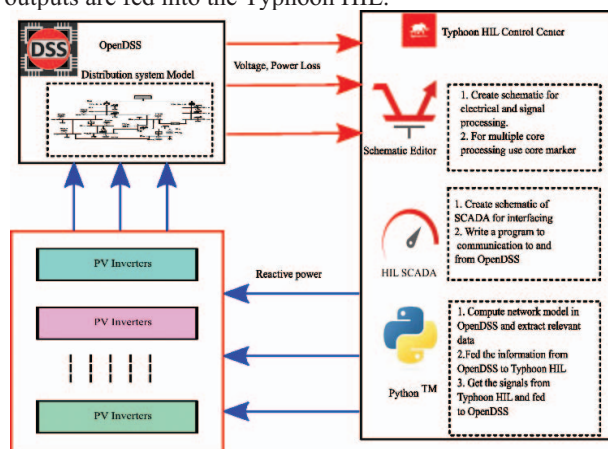 outputs are fed into the Typhoon HIL.
DSS
OpenDSS
Distribution system Model
Voltage, Power Loss
Typhoon HIL Control Center
Schematic Editor
1. Create schematic for
electrical and signal
processing.
2. For multiple core
processing use core marker
HIL SCADA
1. Create schematic of
SCADA for interfacing
2. Write a program to
communication to and
from OpenDSS
PV Inverters
PV Inverters
PV Inverters
Reactive power
Python TM
1. Compute network model in
OpenDSS and extract relevant
data
2.Fed the information from
OpenDSS to Typhoon HIL
3. Get the signals from
Typhoon HIL and fed
to OpenDSS